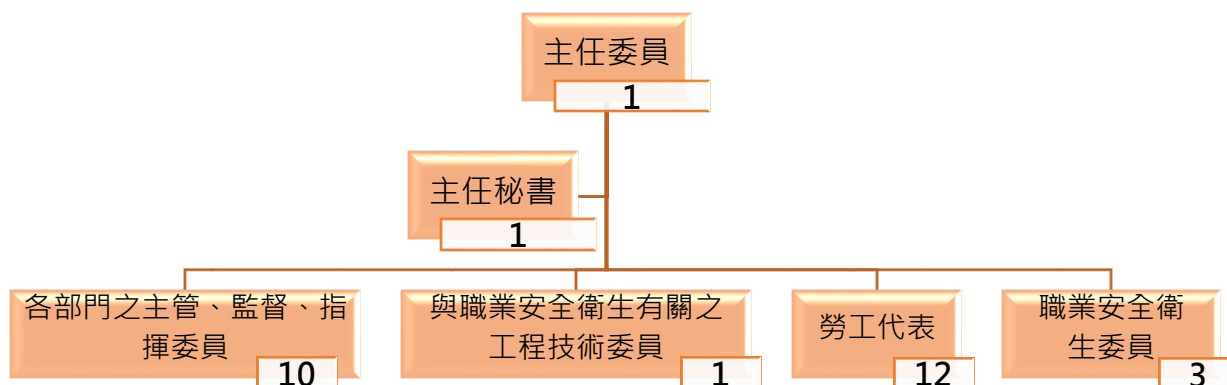 主任委員
1
主任秘書
1
各部門之主管、監督、指
揮委員
10
與職業安全衛生有關之
工程技術委員
1
勞工代表
12
職業安全衛
生委員
3